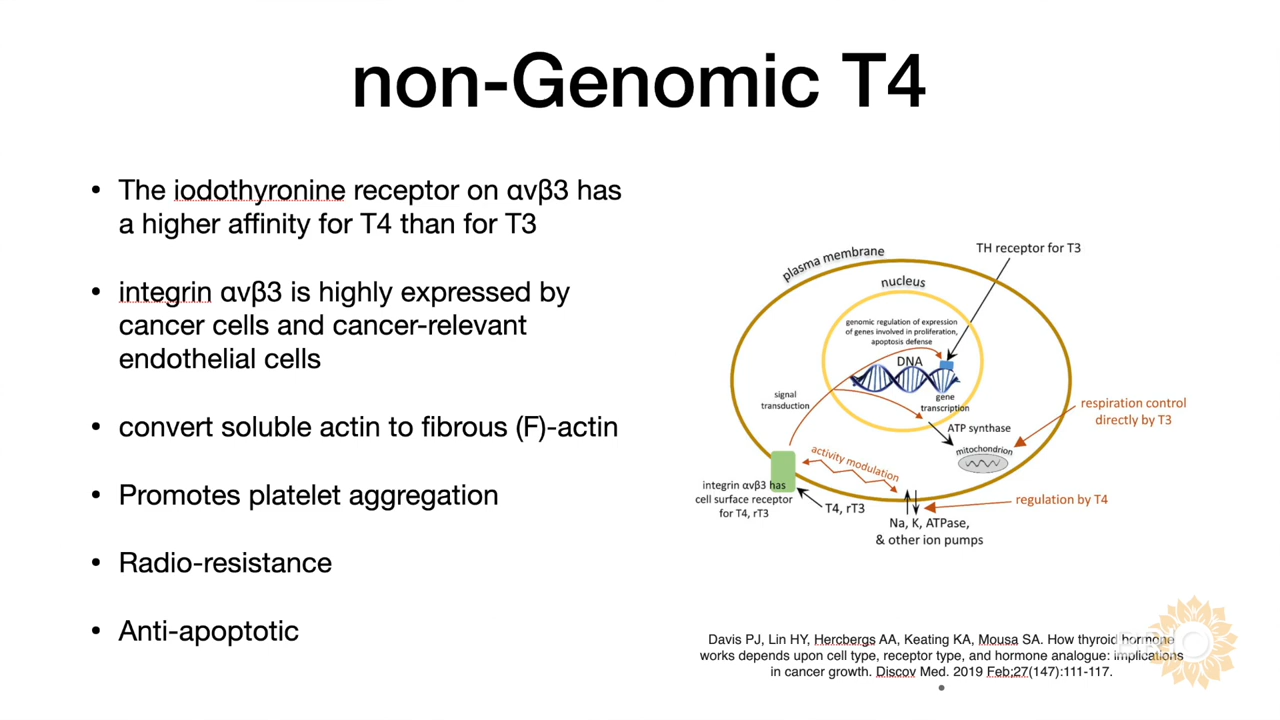 non-Genomic T4
• The iodothyronine receptor on αvβ3 has
a higher affinity for T4 than for T3
• integrin αvβ3 is highly expressed by
cancer cells and cancer-relevant
endothelial cells
• convert soluble actin to fibrous (F)-actin
• Promotes platelet aggregation
• Radio-resistance
• Anti-apoptotic
TH receptor for T3
plasma membrane
nucleus
genomic regulation of expression
of genes involved in proliferation,
apoptosis defense
DNA
gene
transcription
signal
transduction
ATP synthase
mitochondrion
respiration control
directly by T3
activity modulation
integrin αvβ3 has
cell surface receptor
for T4, rT3
T4, rT3
regulation by T4
Na, K, ATPase,
& other ion pumps
Davis PJ, Lin HY, Hercbergs AA, Keating KA, Mousa SA. How thyroid hormone
works depends upon cell type, receptor type, and hormone analogue: implications
in cancer growth. Discov Med. 2019 Feb;27(147):111-117.